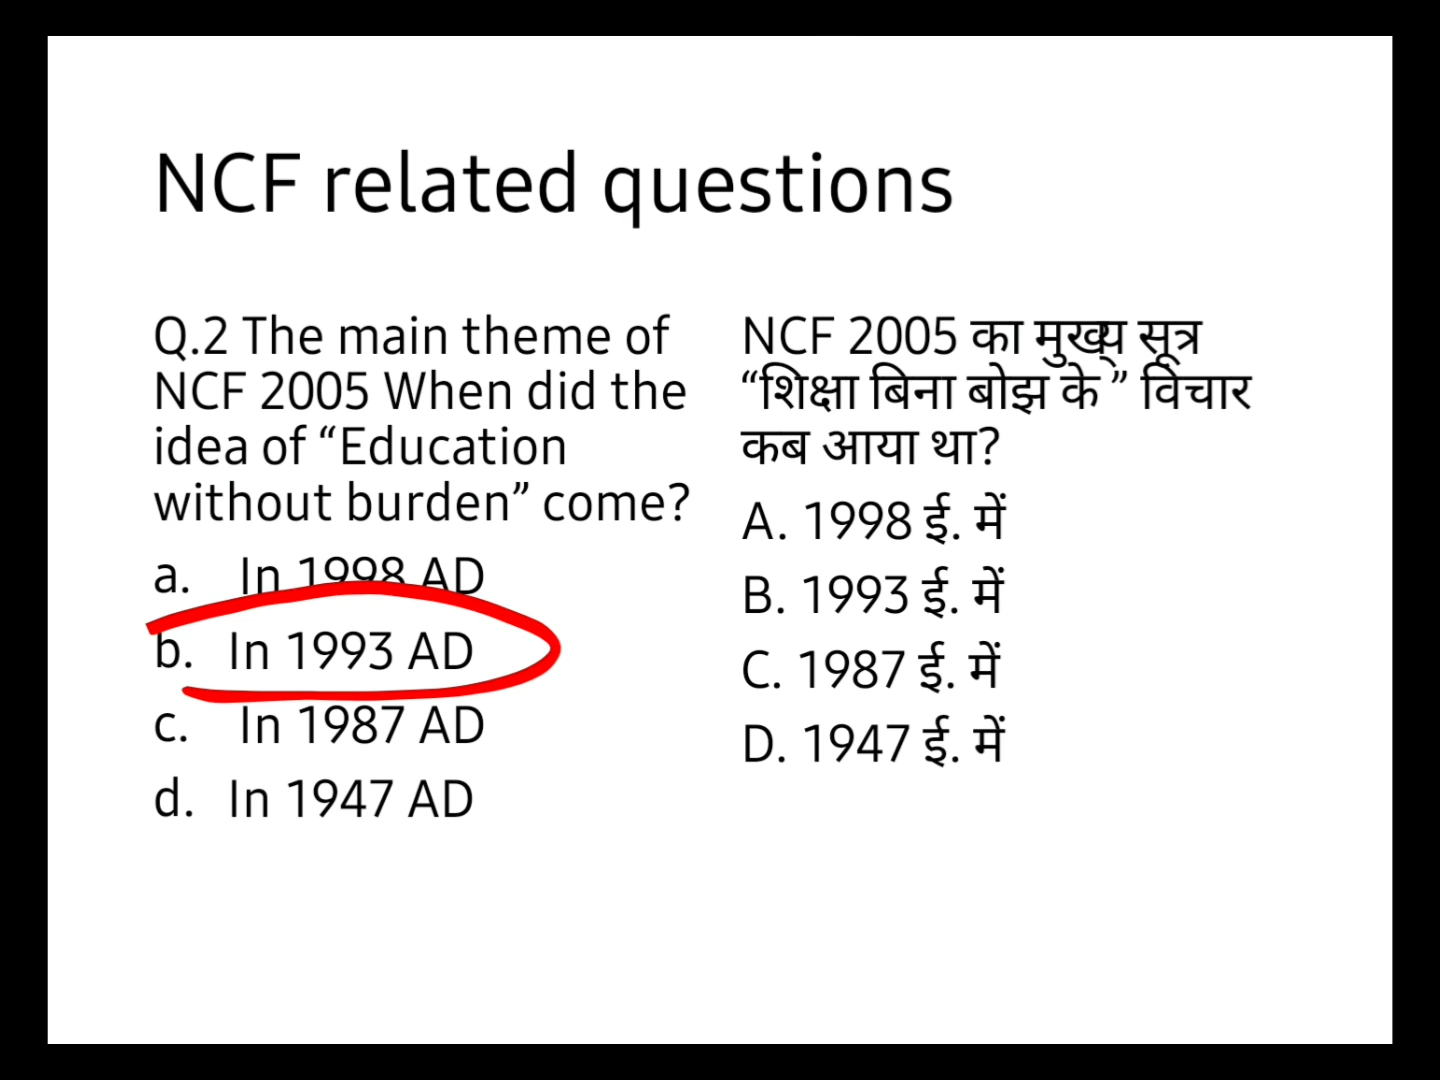 NCF related questions
Q.2 The main theme of
NCF 2005 When did the
idea of “Education
without burden” come?
a. In 1998 AD
b. In 1993 AD
c. In 1987 AD
d. In 1947 AD
NCF 2005 का मुख्य सूत्र
“शिक्षा बिना बोझ के ” विचार
कब आया था?
A. 1998 ई. में
B. 1993 ई. में
C. 1987 ई. में
D. 1947 ई. में